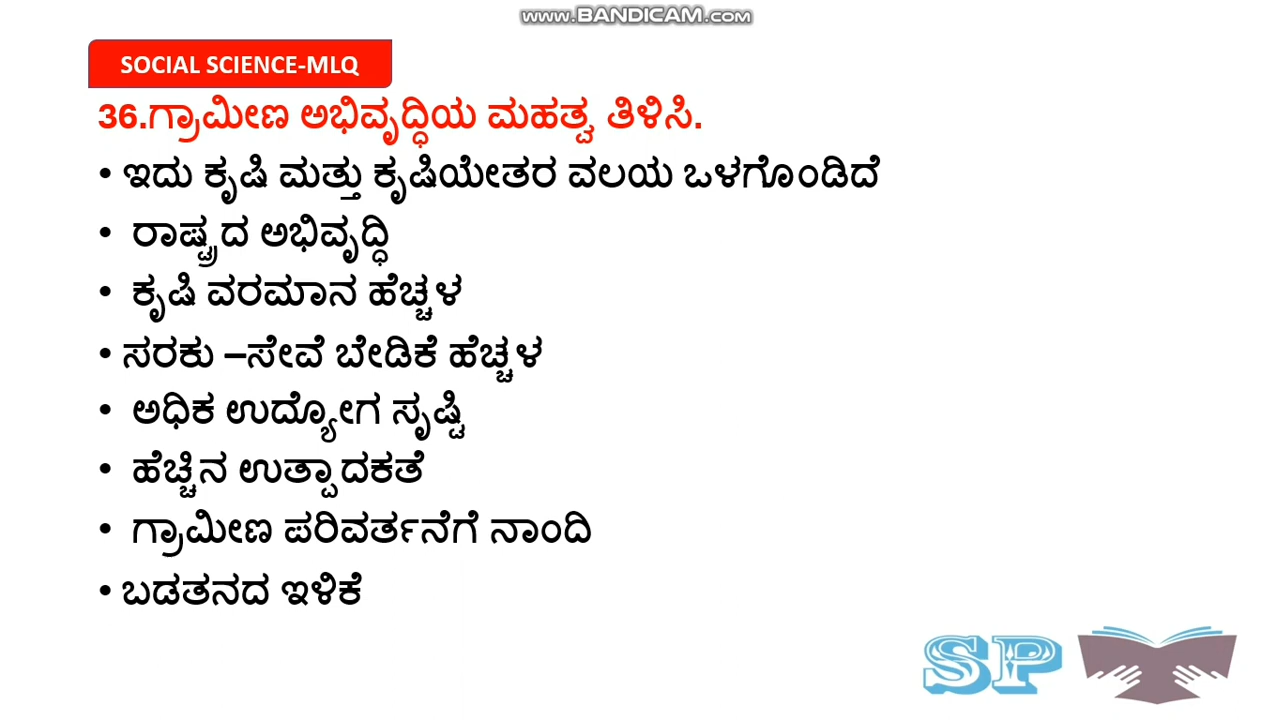 www.BANDICAM.com
SOCIAL SCIENCE-MLQ
36.ಗ್ರಾಮೀಣ ಅಭಿವೃದ್ಧಿಯ ಮಹತ್ವ ತಿಳಿಸಿ.
• ಇದು ಕೃಷಿ ಮತ್ತು ಕೃಷಿಯೇತರ ವಲಯ ಒಳಗೊಂಡಿದೆ
• ರಾಷ್ಟ್ರದ ಅಭಿವೃದ್ಧಿ
• ಕೃಷಿ ವರಮಾನ ಹೆಚ್ಚಳ
• ಸರಕು –ಸೇವೆ ಬೇಡಿಕೆ ಹೆಚ್ಚಳ
• ಅಧಿಕ ಉದ್ಯೋಗ ಸೃಷ್ಟಿ
• ಹೆಚ್ಚಿನ ಉತ್ಪಾದಕತೆ
• ಗ್ರಾಮೀಣ ಪರಿವರ್ತನೆಗೆ ನಾಂದಿ
• ಬಡತನದ ಇಳಿಕೆ
SP